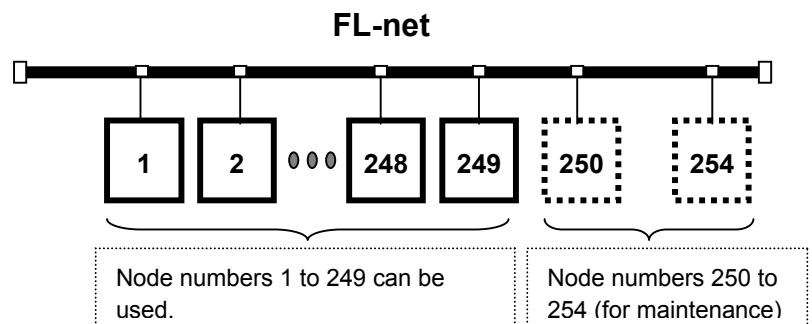 FL-net
1 2 248 249 250 254
Node numbers 1 to 249 can be
used.
Node numbers 250 to
254 (for maintenance)